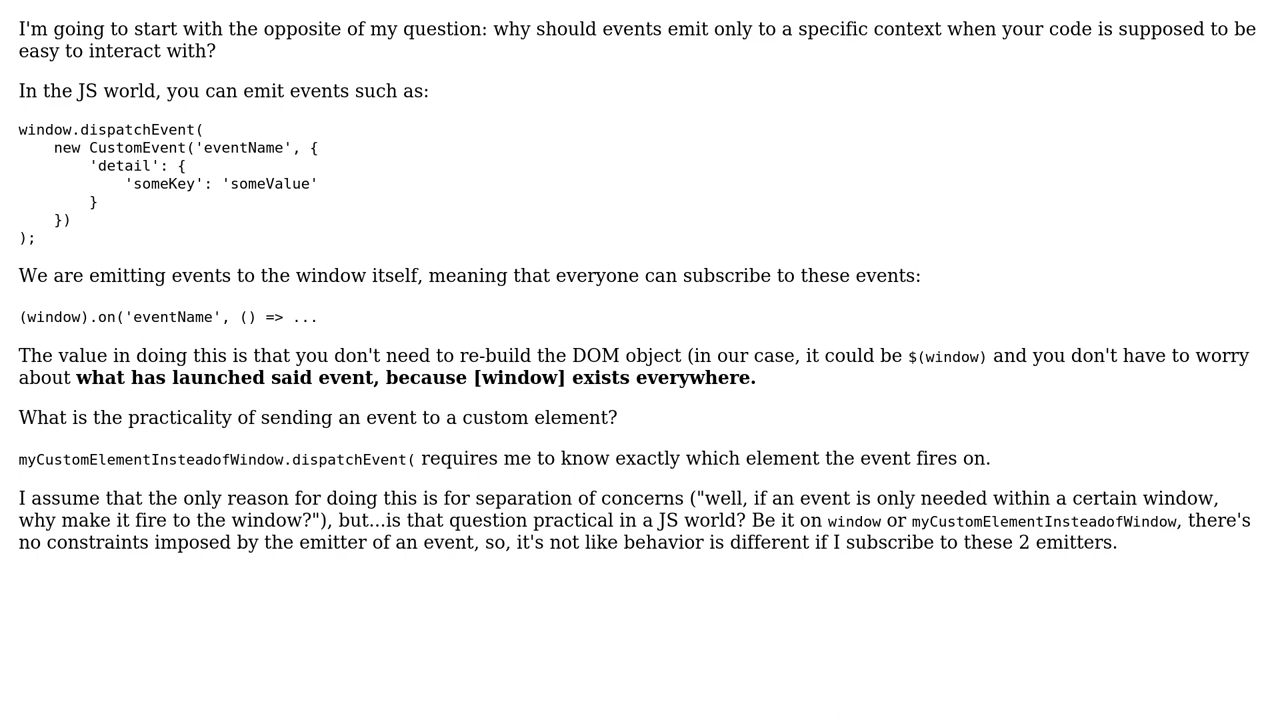 I'm going to start with the opposite of my question: why should events emit only to a specific context when your code is supposed to be
easy to interact with?
In the JS world, you can emit events such as:
window.dispatchEvent(
    new CustomEvent('eventName', {
        'detail': {
            'someKey': 'someValue'
        }
    })
);
We are emitting events to the window itself, meaning that everyone can subscribe to these events:
(window).on('eventName', () => ...
The value in doing this is that you don't need to re-build the DOM object (in our case, it could be $(window) and you don't have to worry
about what has launched said event, because [window] exists everywhere.
What is the practicality of sending an event to a custom element?
myCustomElementInsteadofWindow.dispatchEvent( requires me to know exactly which element the event fires on.
I assume that the only reason for doing this is for separation of concerns ("well, if an event is only needed within a certain window,
why make it fire to the window?"), but...is that question practical in a JS world? Be it on window or myCustomElementInsteadofWindow, there's
no constraints imposed by the emitter of an event, so, it's not like behavior is different if I subscribe to these 2 emitters.